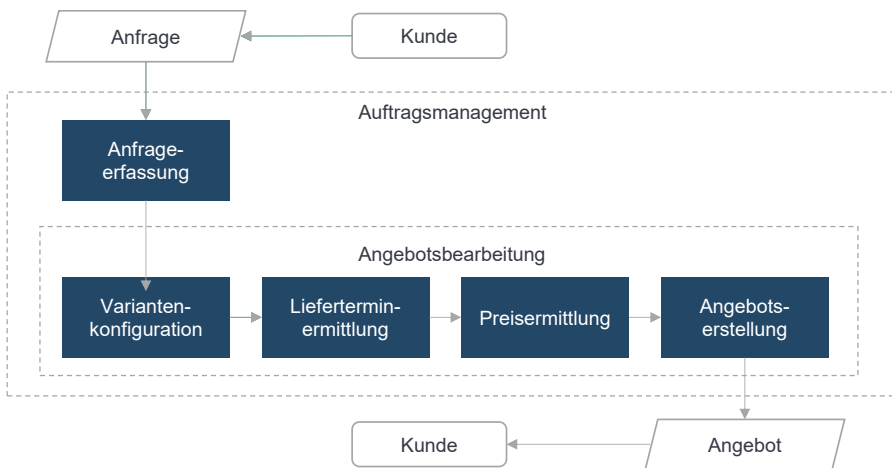 Anfrage
Kunde
Auftragsmanagement
Anfrage-
erfassung
Angebotsbearbeitung
Varianten-
konfiguration
Liefertermin-
ermittlung
Preisermittlung
Angebots-
erstellung
Kunde
Angebot